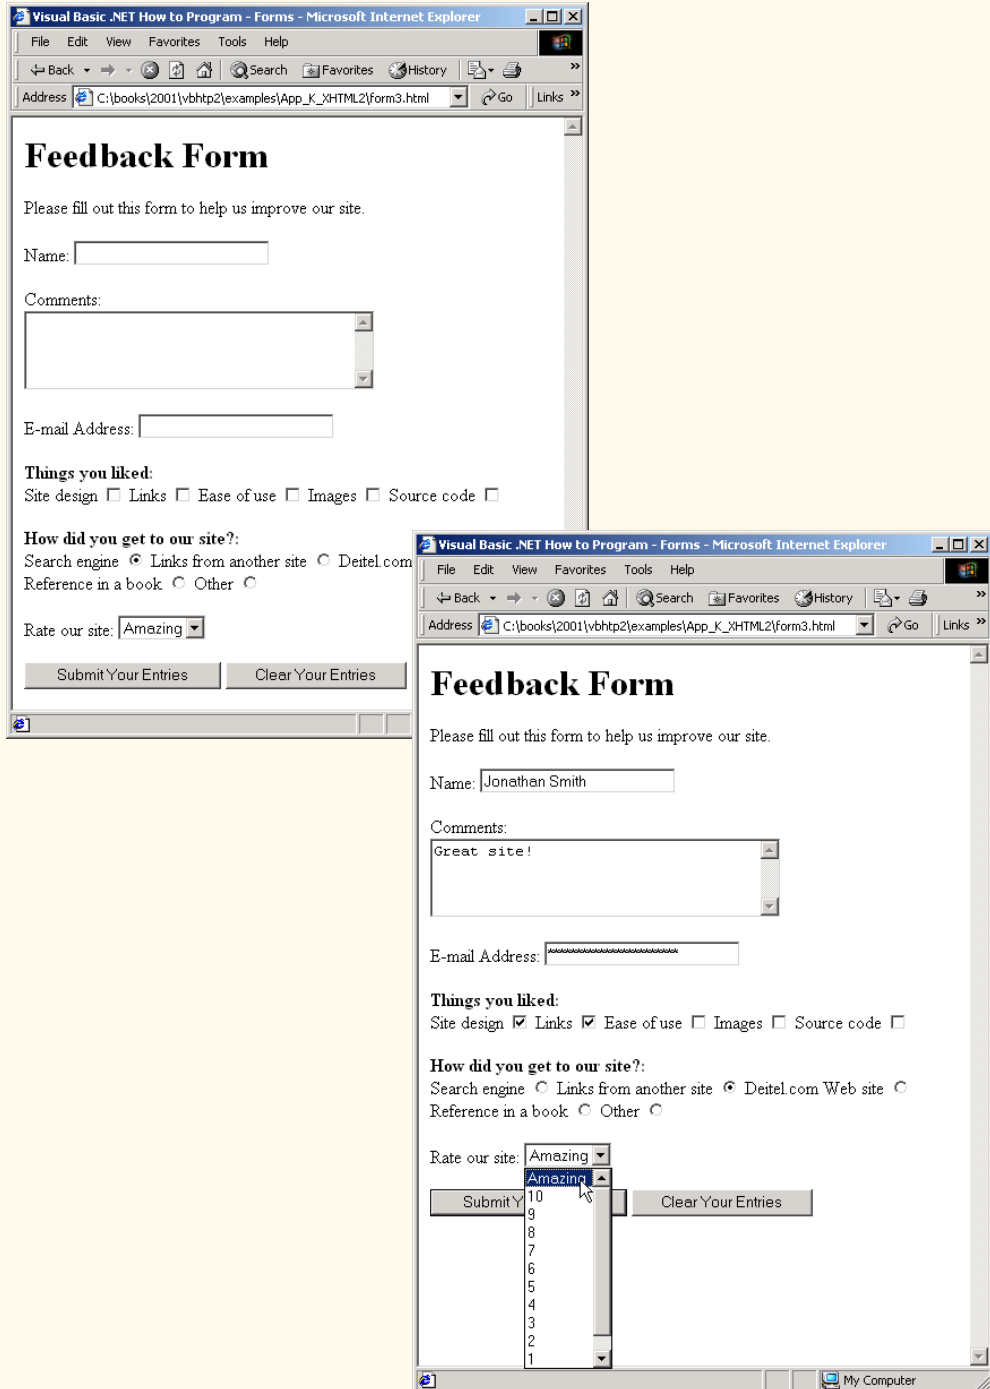 Visual Basic .NET How to Program - Forms - Microsoft Internet Explorer
File Edit View Favorites Tools Help
Back Search Favorites History »
Address C:\books\2001\vbhtp2\examples\App_K_XHTML2\form3.html Go Links »
Feedback Form
Please fill out this form to help us improve our site.
Name:
Comments:
E-mail Address:
Things you liked:
Site design Links Ease of use Images Source code
How did you get to our site?:
Search engine Links from another site Deitel.com
Reference in a book Other
Rate our site: Amazing
Submit Your Entries Clear Your Entries
Visual Basic .NET How to Program - Forms - Microsoft Internet Explorer
File Edit View Favorites Tools Help
Back Search Favorites History »
Address C:\books\2001\vbhtp2\examples\App_K_XHTML2\form3.html Go Links »
Feedback Form
Please fill out this form to help us improve our site.
Name: Jonathan Smith
Comments:
Great site!
E-mail Address: **************************
Things you liked:
Site design Links Ease of use Images Source code
How did you get to our site?:
Search engine Links from another site Deitel.com Web site
Reference in a book Other
Rate our site: Amazing
Amazing
Submit Y 10 Clear Your Entries
9
8
7
6
5
4
3
2
1
My Computer